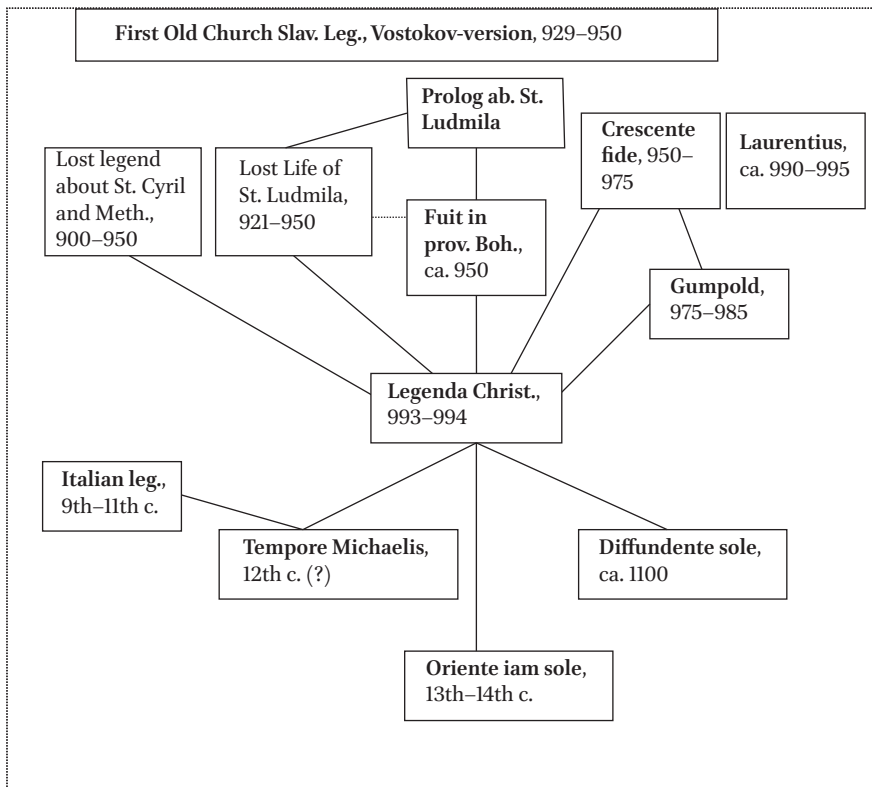 First Old Church Slav. Leg., Vostokov-version, 929–950
Prolog ab. St.
Ludmila
Crescente
fide, 950–
975
Laurentius,
ca. 990–995
Lost legend
about St. Cyril
and Meth.,
900–950
Lost Life of
St. Ludmila,
921–950
Fuit in
prov. Boh.,
ca. 950
Gumpold,
975–985
Legenda Christ.,
993–994
Italian leg.,
9th–11th c.
Tempore Michaelis,
12th c. (?)
Diffundente sole,
ca. 1100
Oriente iam sole,
13th–14th c.